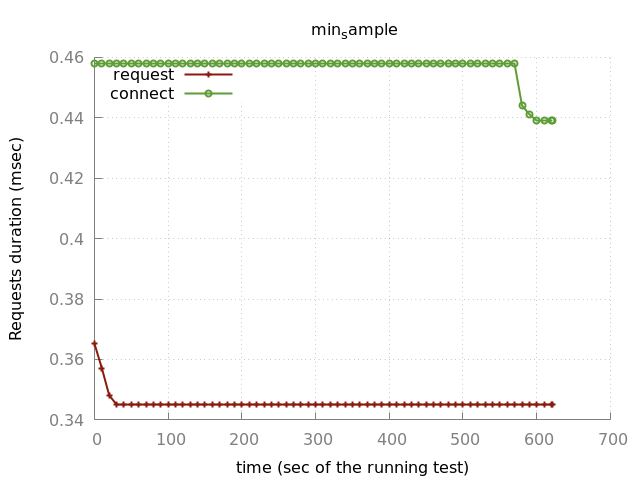 min_sample
0.46
request
connect
0.44
0.42
0.4
0.38
0.36
0.34
Requests duration (msec)
0 100 200 300 400 500 600 700
time (sec of the running test)